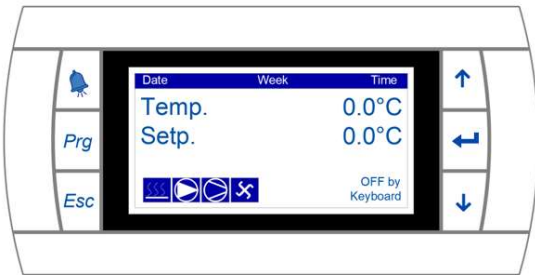 Date Week Time
Temp. 0.0°C
Setp. 0.0°C
OFF by
Keyboard
Prg
Esc